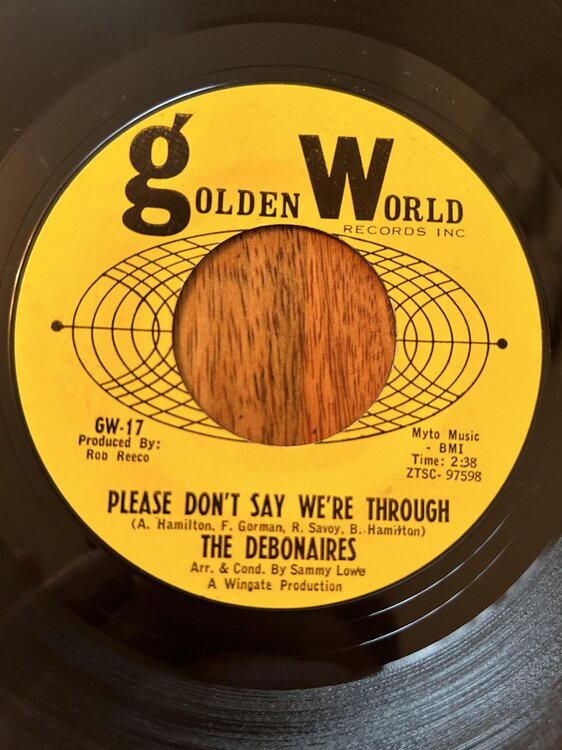 golden World
RECORDS INC
GW-17
Produced By:
Rob Reeco
Myto Music
- BMI
Time: 2:38
ZTSC-97598
PLEASE DON'T SAY WE'RE THROUGH
(A. Hamilton, F. Gorman, R. Savoy, B. Hamilton)
THE DEBONAIRES
Arr. & Cond. By Sammy Lowe
A Wingate Production